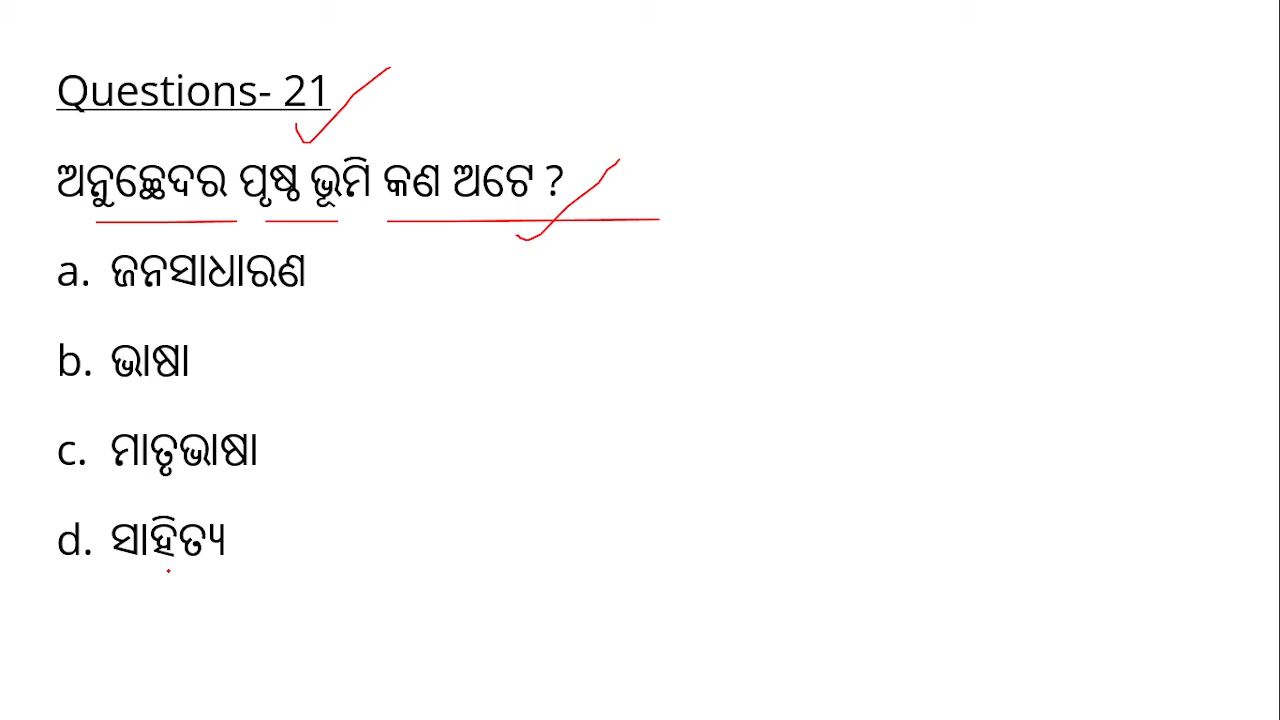 Questions- 21
ଅନୁଚ୍ଛେଦର ପୃଷ୍ଠ ଭୂମି କଣ ଅଟେ ?
a. ଜନସାଧାରଣ
b. ଭାଷା
c. ମାତୃଭାଷା
d. ସାହିତ୍ୟ